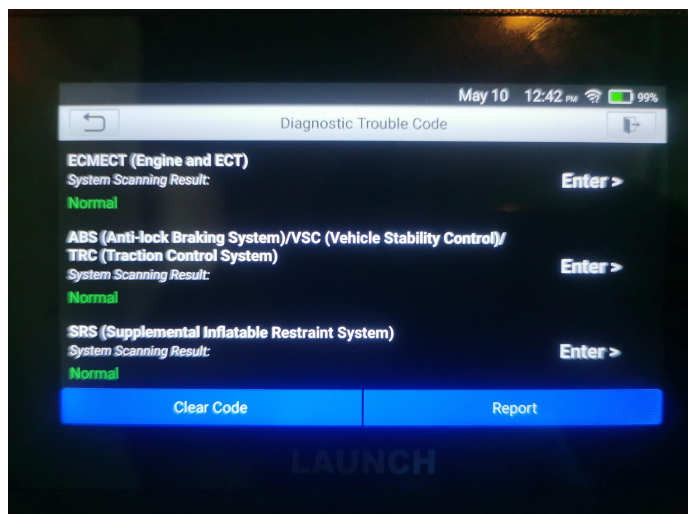 May 10 12:42 PM 99%
Diagnostic Trouble Code
ECMECT (Engine and ECT)
System Scanning Result:
Enter >
Normal
ABS (Anti-lock Braking System)/VSC (Vehicle Stability Control)/
TRC (Traction Control System)
Enter >
System Scanning Result:
Normal
SRS (Supplemental Inflatable Restraint System)
System Scanning Result:
Enter >
Normal
Clear Code Report
LAUNCH